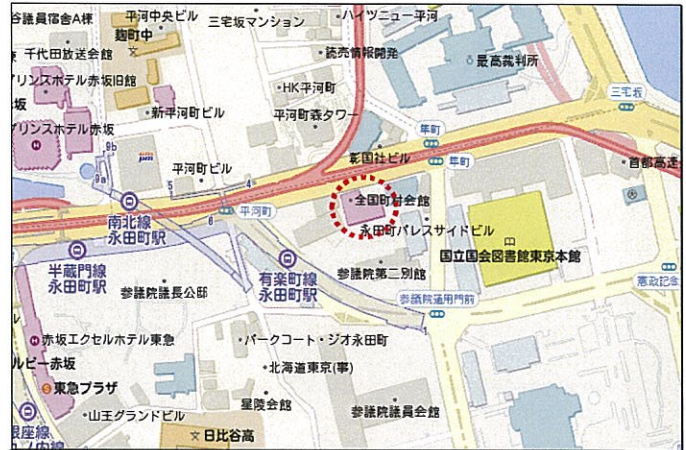 谷議員宿舎A棟
平河中央ビル
三宅坂マンション
ハイツニュー平河
麹町中
千代田放送会館
読売情報開発
最高裁判所
プリンスホテル赤坂旧館
HK平河町
三宅坂
新平河町ビル
平河町森タワー
プリンスホテル赤坂
隼町
9b
9a
平河町ビル
彰国社ビル
隼町
首都高速
5
4
全国町村会館
6
平河町
南北線
永田町駅
永田町パレスサイドビル
半蔵門線
永田町駅
有楽町線
永田町駅
国立国会図書館東京本館
参議院第二別館
憲政記念
参議院議長公邸
参議院通用門前
1
赤坂エクセルホテル東急
パークコート・ジオ永田町
ルビー赤坂
北海道東京(事)
東急プラザ
星陵会館
参議院議員会館
山王グランドビル
銀座線
日比谷高